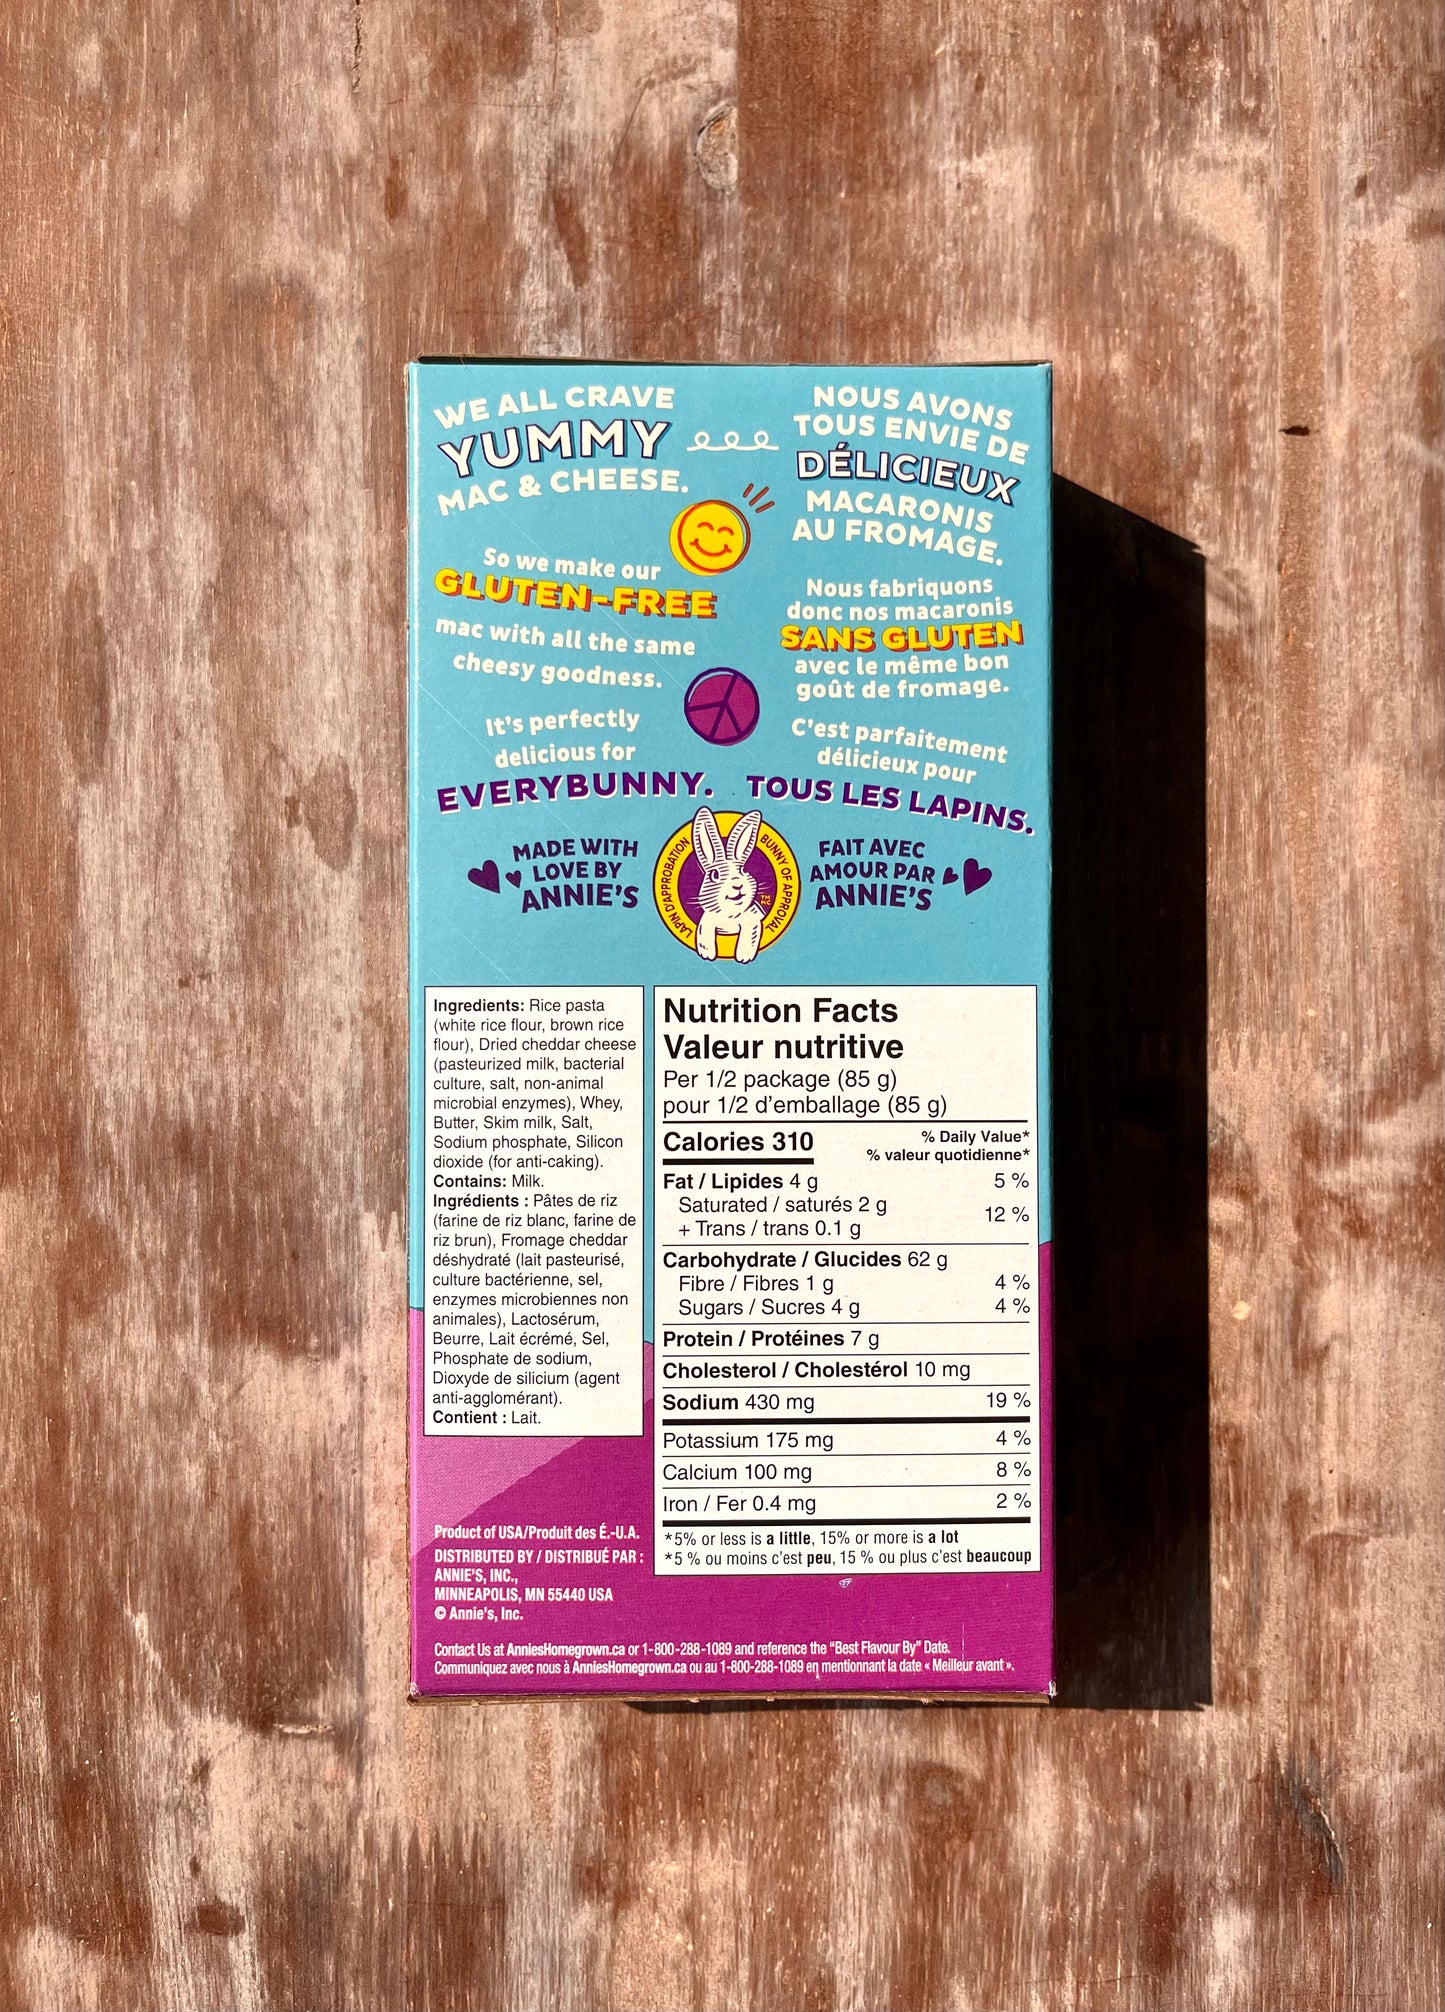 WE ALL CRAVE
YUMMY
MAC & CHEESE.
So we make our
GLUTEN-FREE
mac with all the same
cheesy goodness.
It's perfectly
delicious for
EVERYBUNNY.
NOUS AVONS
TOUS ENVIE DE
DÉLICIEUX
MACARONIS
AU FROMAGE.
Nous fabriquons
donc nos macaronis
SANS GLUTEN
avec le même bon
goût de fromage.
C'est parfaitement
délicieux pour
TOUS LES LAPINS.
MADE WITH
LOVE BY
ANNIE'S
LAPIN D'APPROBATION
BUNNY OF APPROVAL
TM
MC
FAIT AVEC
AMOUR PAR
ANNIE'S
Ingredients: Rice pasta
(white rice flour, brown rice
flour), Dried cheddar cheese
(pasteurized milk, bacterial
culture, salt, non-animal
microbial enzymes), Whey,
Butter, Skim milk, Salt,
Sodium phosphate, Silicon
dioxide (for anti-caking).
Contains: Milk.
Ingrédients : Pâtes de riz
(farine de riz blanc, farine de
riz brun), Fromage cheddar
déshydraté (lait pasteurisé,
culture bactérienne, sel,
enzymes microbiennes non
animales), Lactosérum,
Beurre, Lait écrémé, Sel,
Phosphate de sodium,
Dioxyde de silicium (agent
anti-agglomérant).
Contient : Lait.
Nutrition Facts
Valeur nutritive
Per 1/2 package (85 g)
pour 1/2 d'emballage (85 g)
Calories 310
% Daily Value*
% valeur quotidienne*
Fat / Lipides 4 g 5 %
Saturated / saturés 2 g
+ Trans / trans 0.1 g 12 %
Carbohydrate / Glucides 62 g
Fibre / Fibres 1 g 4 %
Sugars / Sucres 4 g 4 %
Protein / Protéines 7 g
Cholesterol / Cholestérol 10 mg
Sodium 430 mg 19 %
Potassium 175 mg 4 %
Calcium 100 mg 8 %
Iron / Fer 0.4 mg 2 %
*5% or less is a little, 15% or more is a lot
*5 % ou moins c'est peu, 15 % ou plus c'est beaucoup
Product of USA/Produit des É.-U.A.
DISTRIBUTED BY / DISTRIBUÉ PAR :
ANNIE'S, INC.,
MINNEAPOLIS, MN 55440 USA
© Annie's, Inc.
Contact Us at AnniesHomegrown.ca or 1-800-288-1089 and reference the "Best Flavour By" Date.
Communiquez avec nous à AnniesHomegrown.ca ou au 1-800-288-1089 en mentionnant la date « Meilleur avant ».